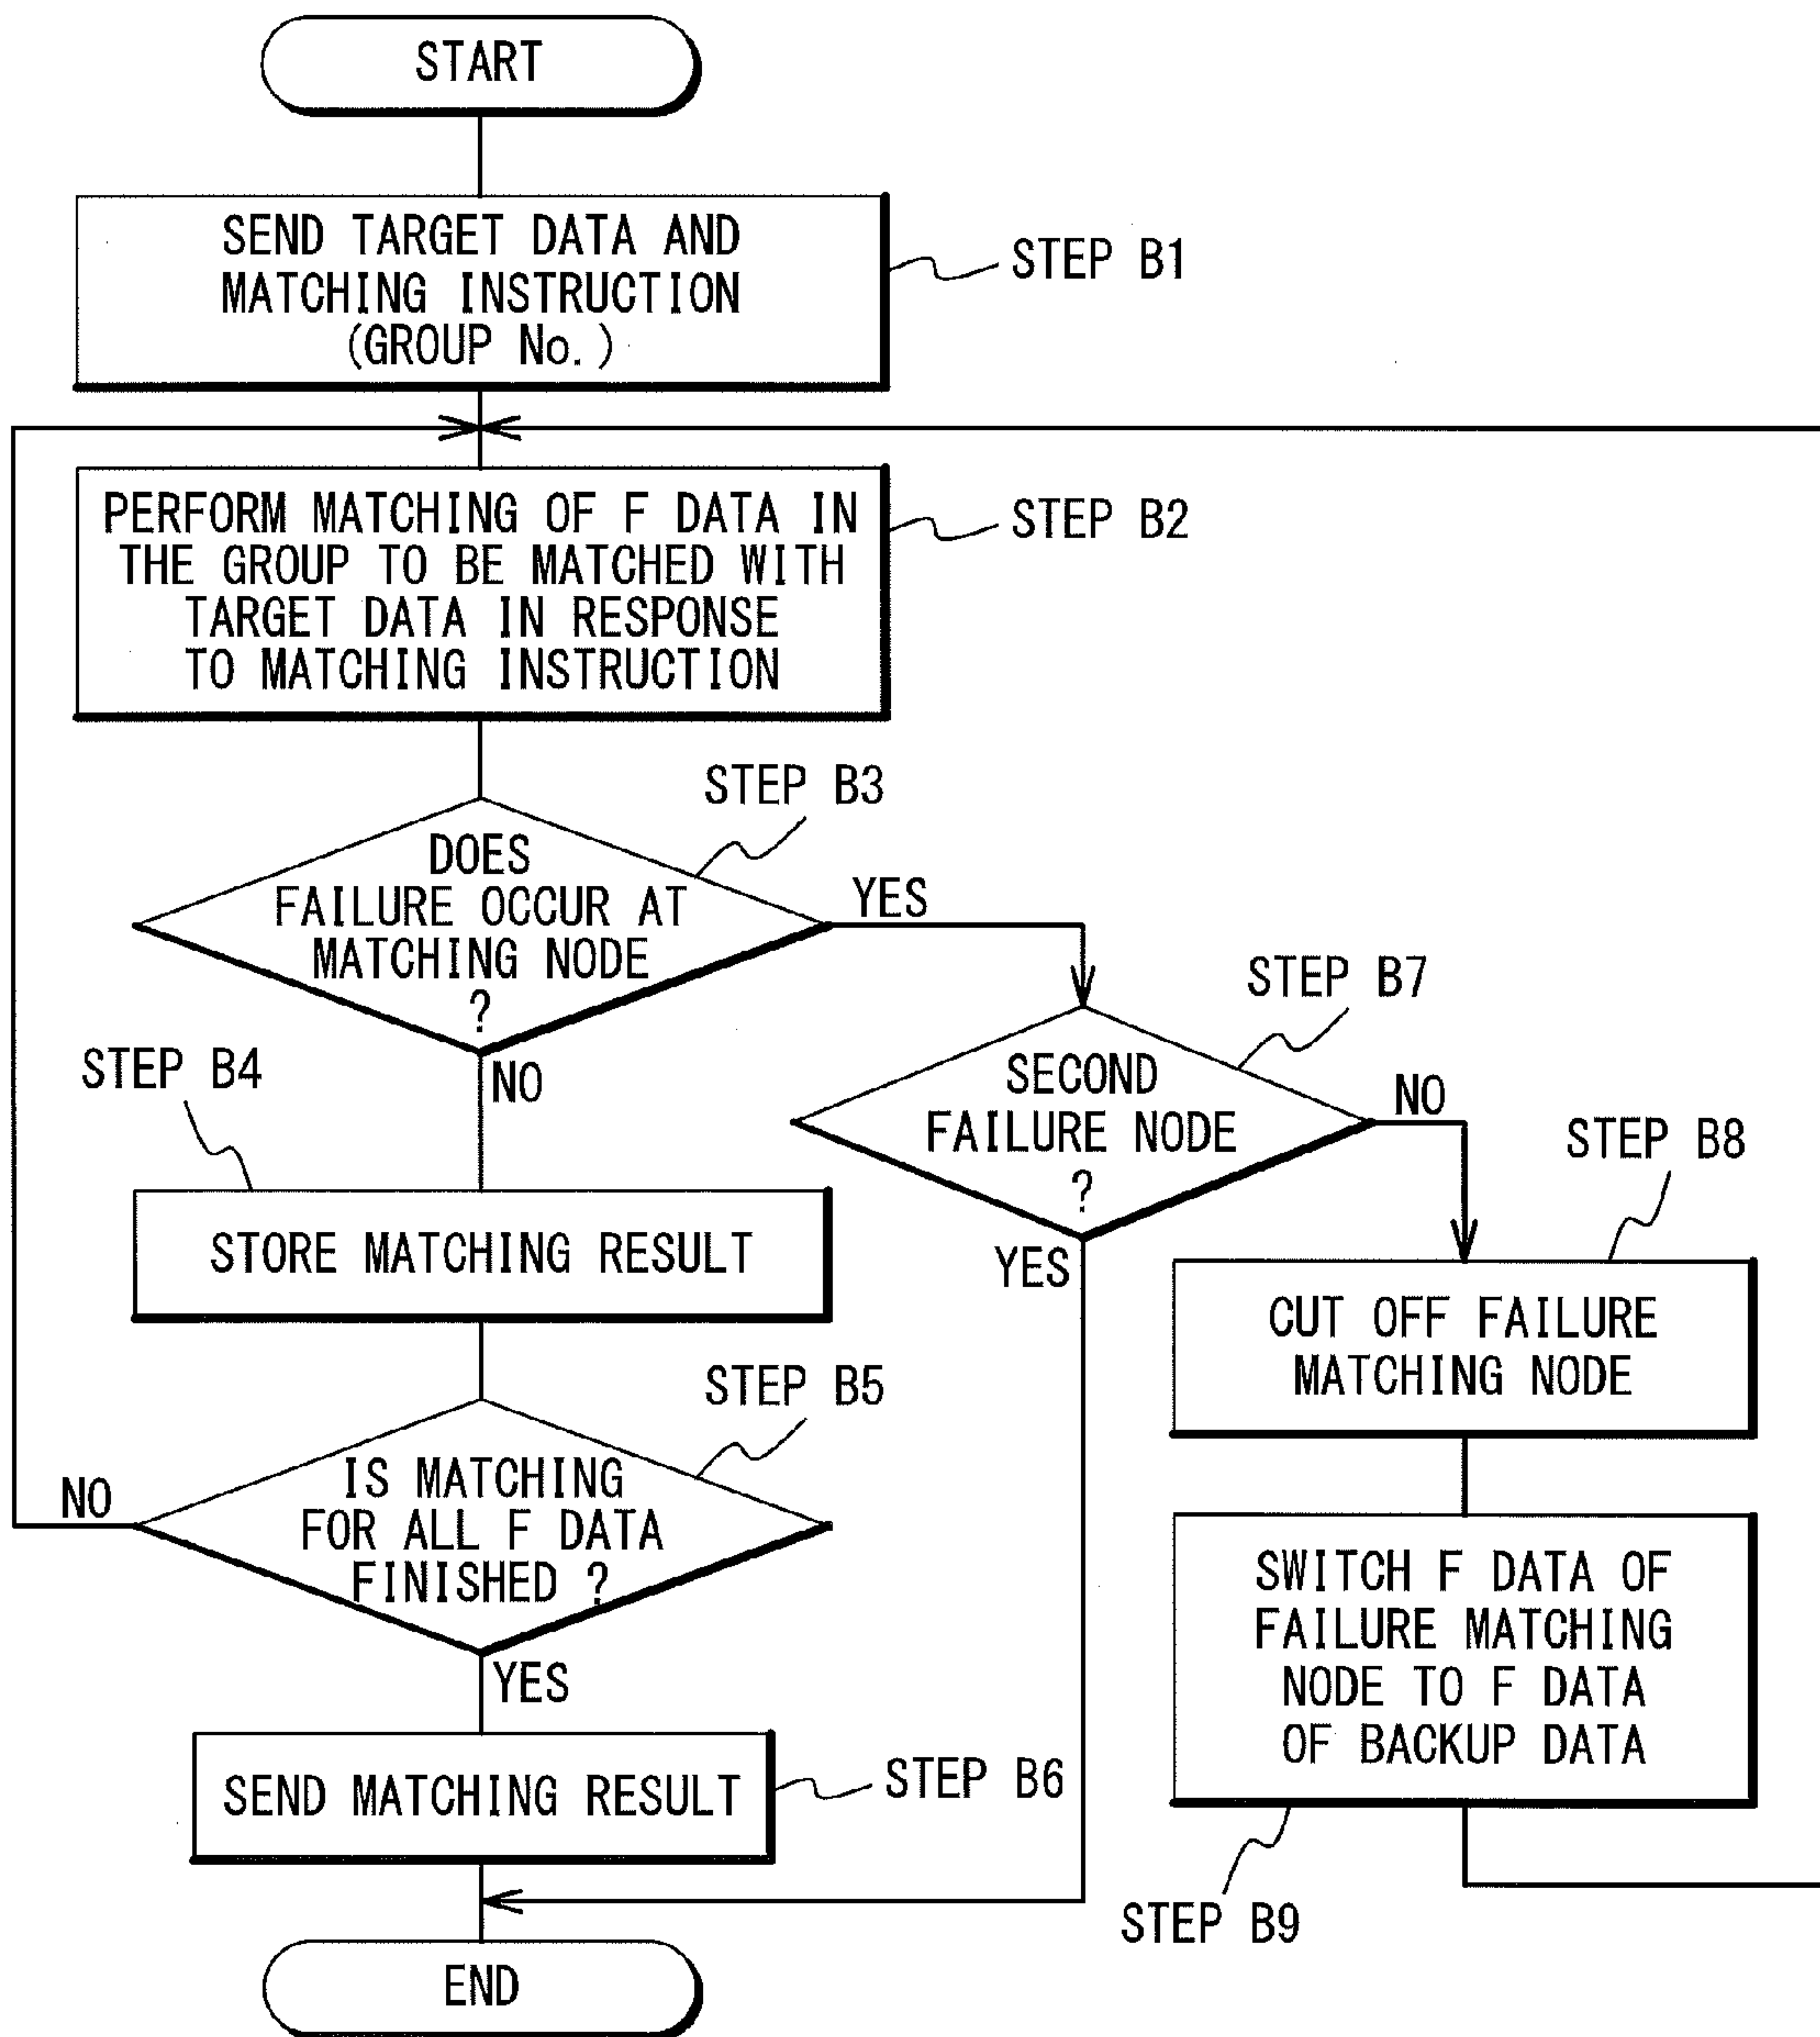 START
SEND TARGET DATA AND
MATCHING INSTRUCTION
(GROUP No.)
STEP B1
PERFORM MATCHING OF F DATA IN
THE GROUP TO BE MATCHED WITH
TARGET DATA IN RESPONSE
TO MATCHING INSTRUCTION
STEP B2
DOES
FAILURE OCCUR AT
MATCHING NODE
?
STEP B3
YES
NO
STEP B4
STORE MATCHING RESULT
IS MATCHING
FOR ALL F DATA
FINISHED ?
STEP B5
NO
YES
SEND MATCHING RESULT
STEP B6
SECOND
FAILURE NODE
?
STEP B7
NO
YES
STEP B8
CUT OFF FAILURE
MATCHING NODE
SWITCH F DATA OF
FAILURE MATCHING
NODE TO F DATA
OF BACKUP DATA
STEP B9
END